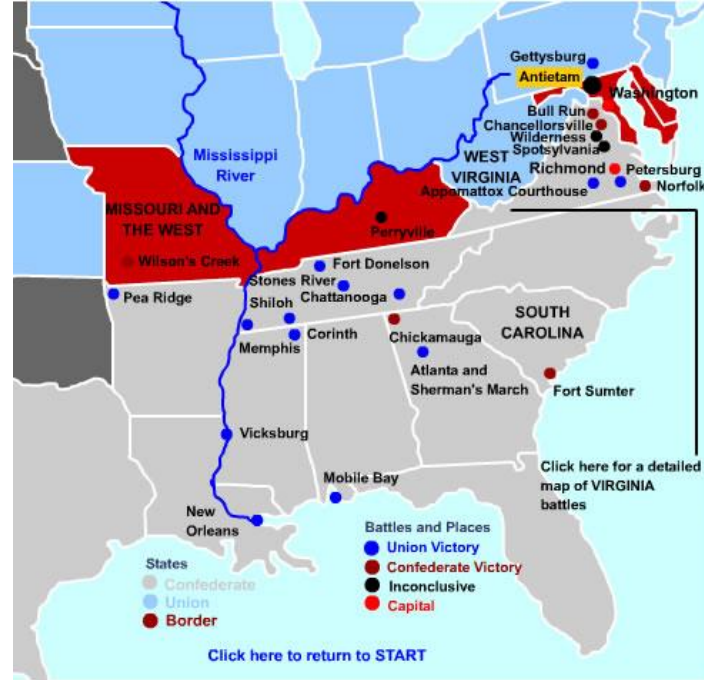 Gettysburg
Antietam
Washington
Bull Run
Chancellorsville
Wilderness
Spotsylvania
Mississippi
River
WEST
VIRGINIA
Richmond
Petersburg
Appomattox Courthouse
Norfolk
MISSOURI AND
THE WEST
Perryville
Wilson's Creek
Fort Donelson
Stones River
Pea Ridge
Shiloh
Chattanooga
SOUTH
CAROLINA
Memphis
Corinth
Chickamauga
Atlanta and
Sherman's March
Fort Sumter
Vicksburg
Click here for a detailed
map of VIRGINIA
battles
Mobile Bay
New
Orleans
Battles and Places
Union Victory
Confederate Victory
Inconclusive
Capital
States
Confederate
Union
Border
Click here to return to START